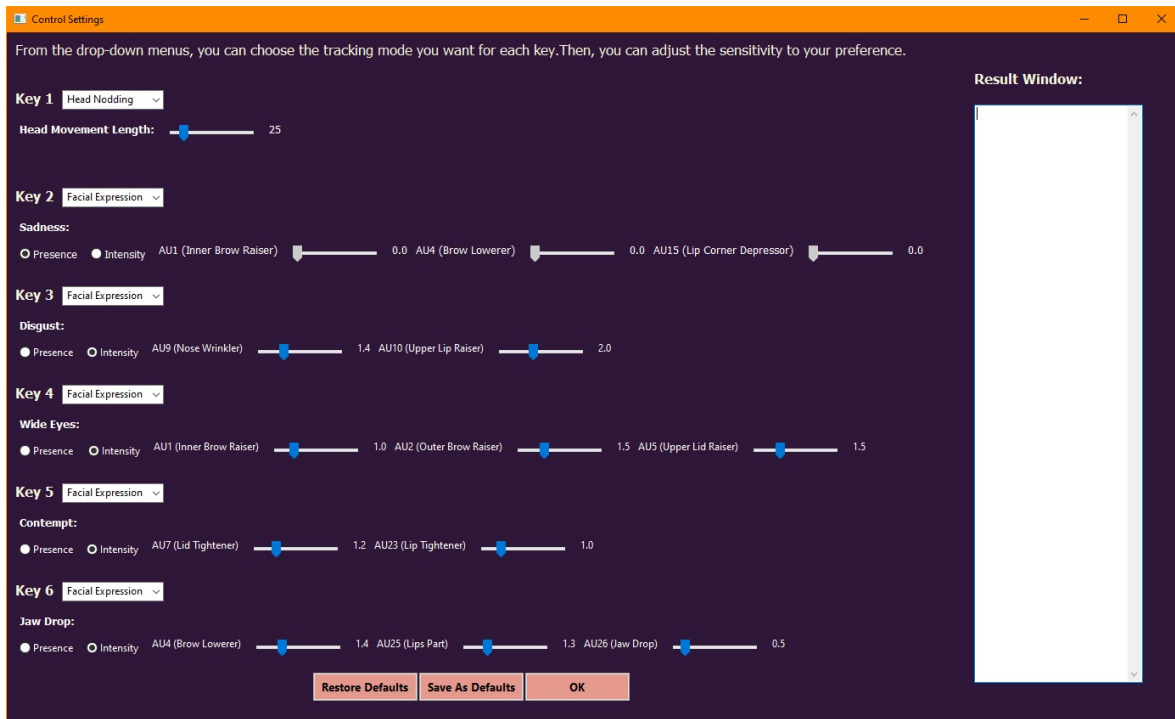 Control Settings
From the drop-down menus, you can choose the tracking mode you want for each key.Then, you can adjust the sensitivity to your preference.
Result Window:
Key 1 Head Nodding
Head Movement Length: 25
Key 2 Facial Expression
Sadness:
Presence Intensity AU1 (Inner Brow Raiser) 0.0 AU4 (Brow Lowerer) 0.0 AU15 (Lip Corner Depressor) 0.0
Key 3 Facial Expression
Disgust:
Presence Intensity AU9 (Nose Wrinkler) 1.4 AU10 (Upper Lip Raiser) 2.0
Key 4 Facial Expression
Wide Eyes:
Presence Intensity AU1 (Inner Brow Raiser) 1.0 AU2 (Outer Brow Raiser) 1.5 AU5 (Upper Lid Raiser) 1.5
Key 5 Facial Expression
Contempt:
Presence Intensity AU7 (Lid Tightener) 1.2 AU23 (Lip Tightener) 1.0
Key 6 Facial Expression
Jaw Drop:
Presence Intensity AU4 (Brow Lowerer) 1.4 AU25 (Lips Part) 1.3 AU26 (Jaw Drop) 0.5
Restore Defaults Save As Defaults OK